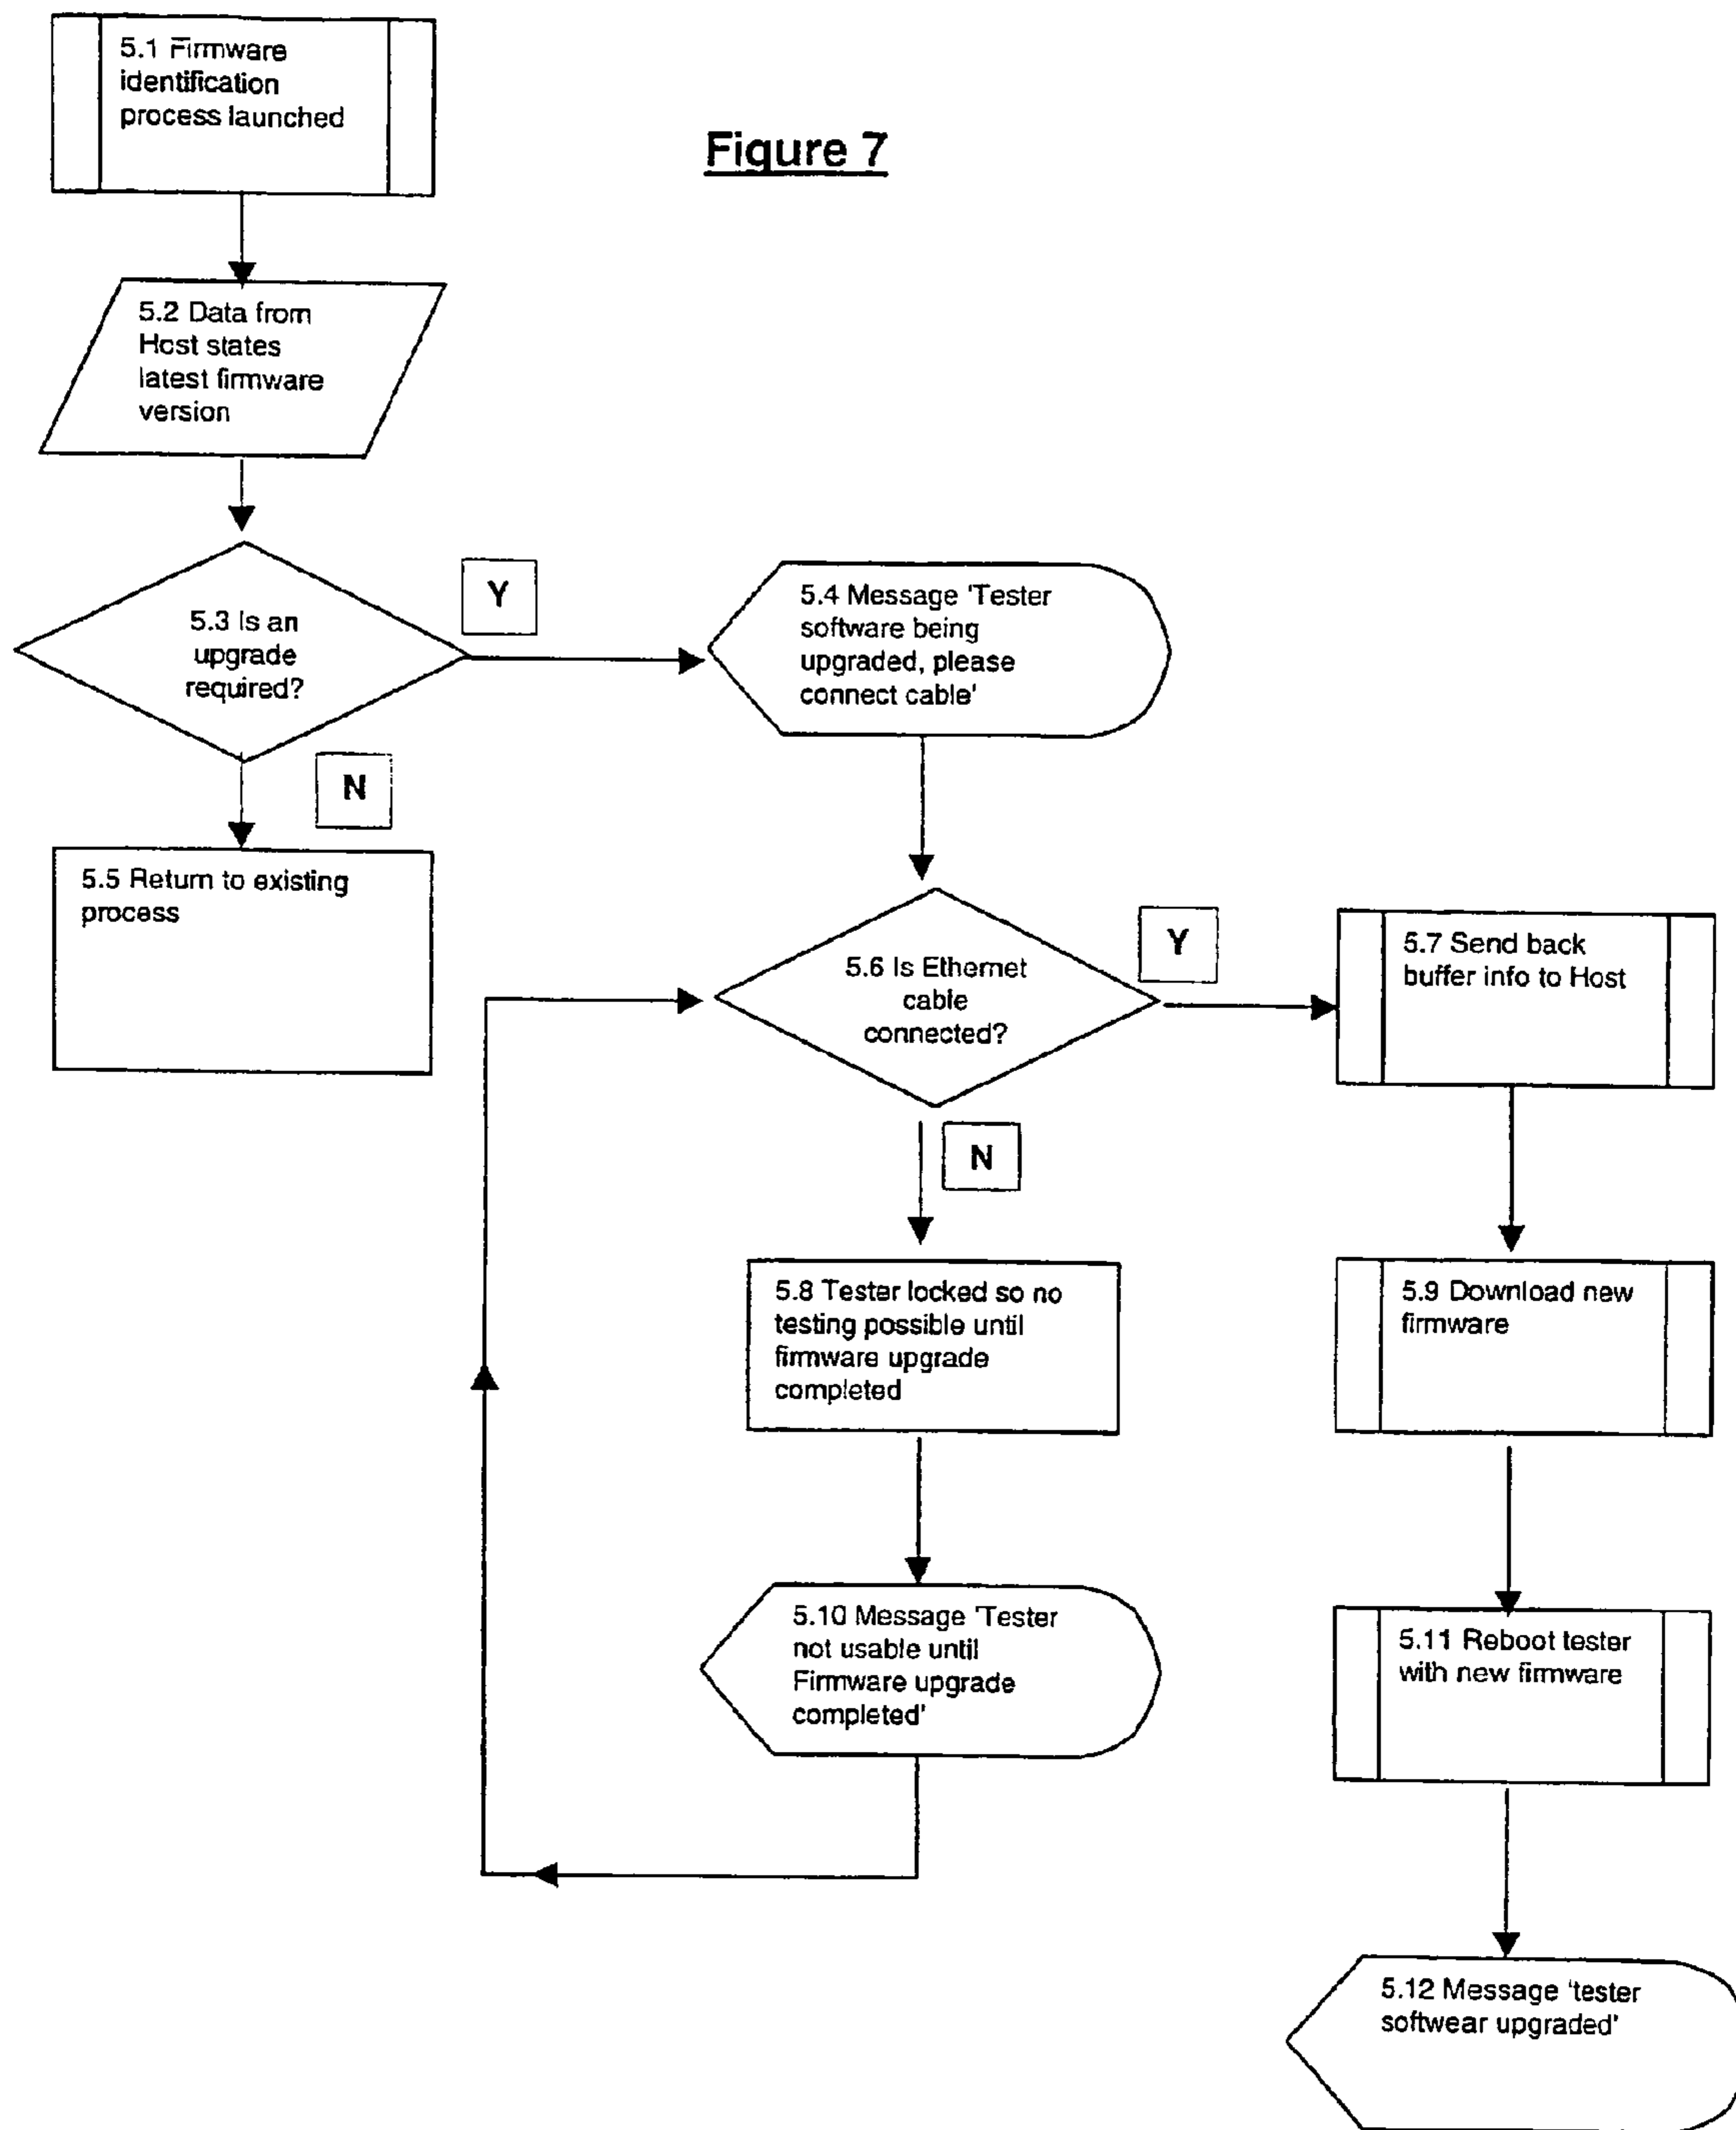 5.1 Firmware
identification
process launched
Figure 7
5.2 Data from
Host states
latest firmware
version
5.3 Is an
upgrade
required?
Y
5.4 Message 'Tester
software being
upgraded, please
connect cable'
N
5.5 Return to existing
process
5.6 Is Ethernet
cable
connected?
Y
5.7 Send back
buffer info to Host
N
5.8 Tester locked so no
testing possible until
firmware upgrade
completed
5.9 Download new
firmware
5.10 Message 'Tester
not usable until
Firmware upgrade
completed'
5.11 Reboot tester
with new firmware
5.12 Message 'tester
softwear upgraded'